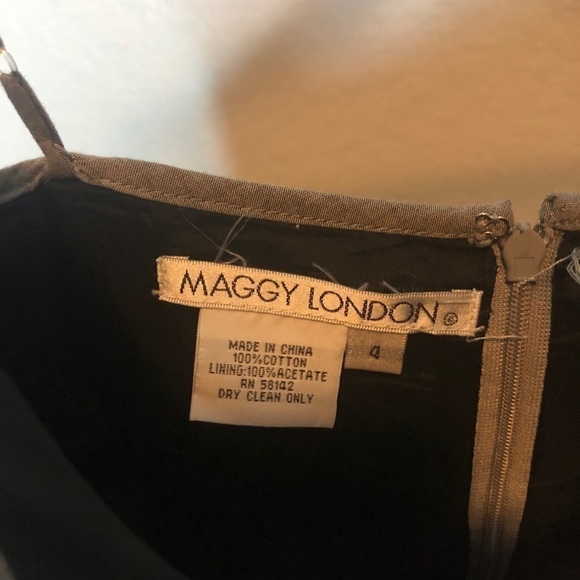 MAGGY LONDON®
4
MADE IN CHINA
100%COTTON
LINING:100%ACETATE
RN 58142
DRY CLEAN ONLY